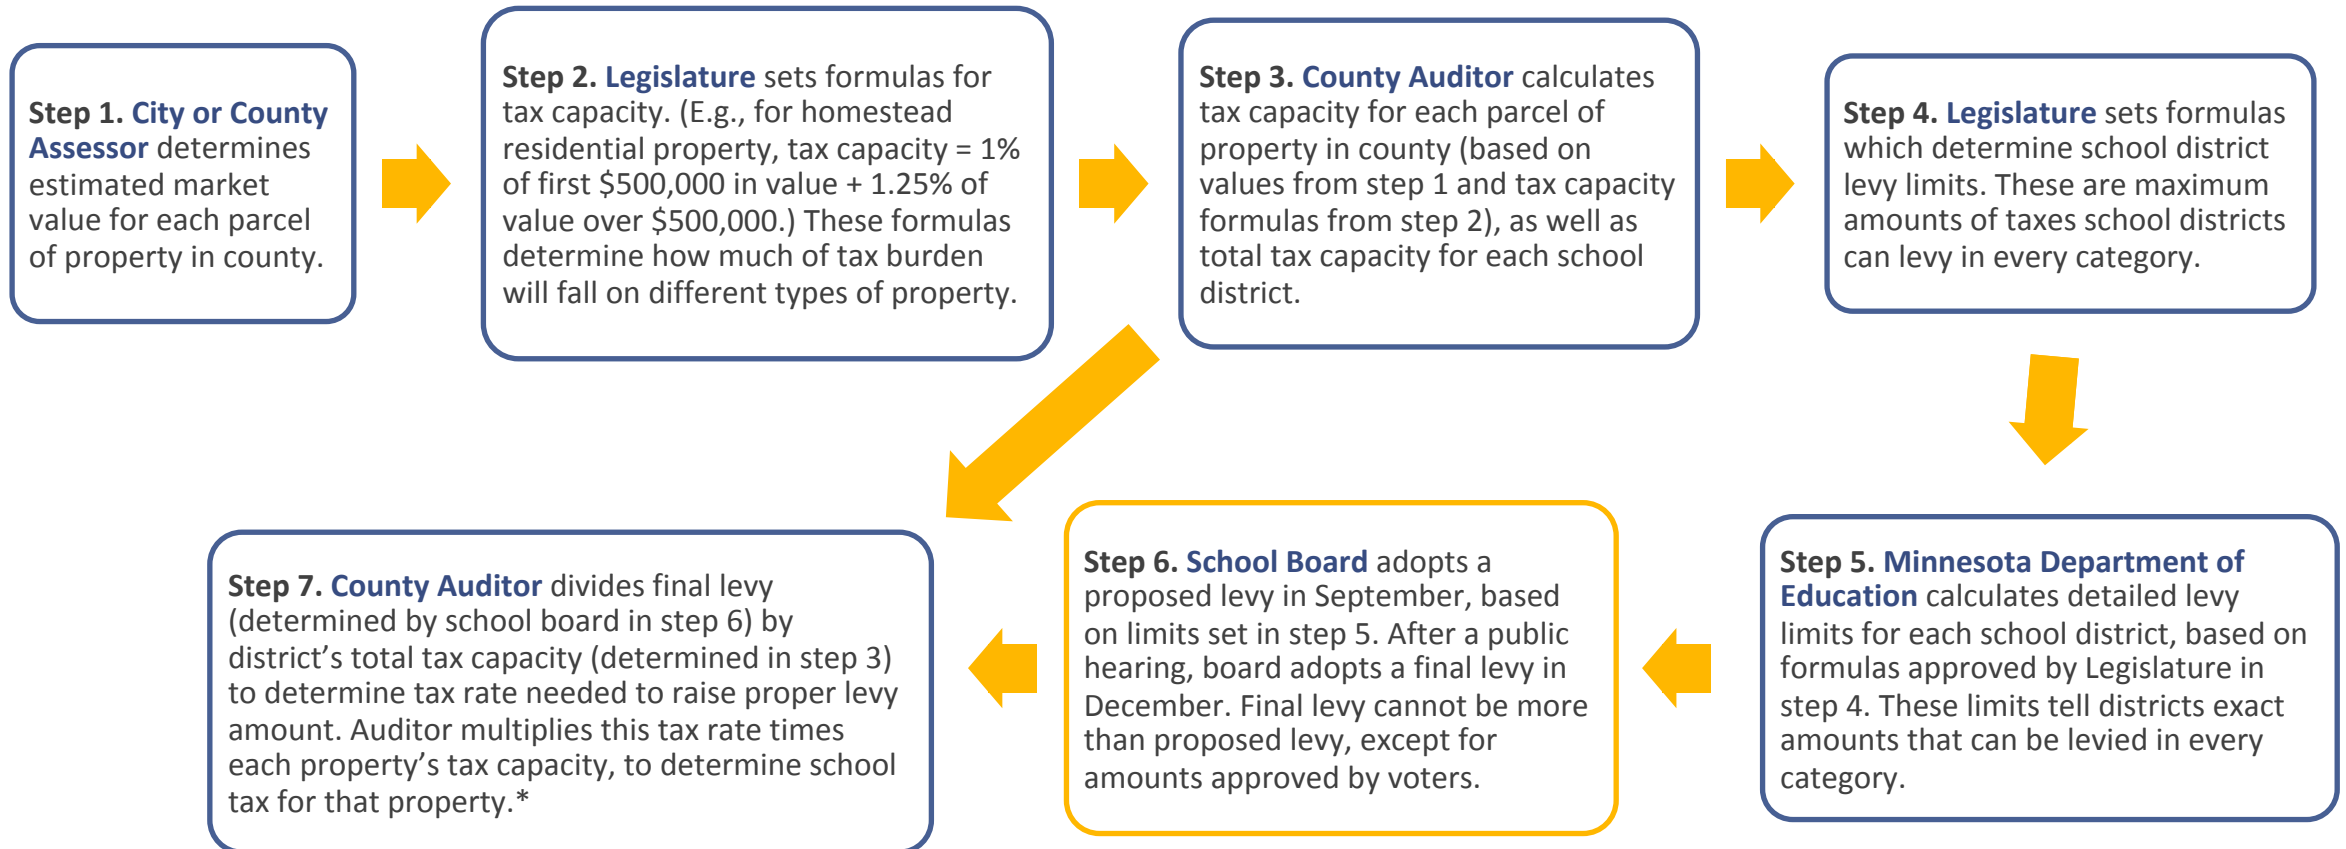 Step 1. City or County
Assessor determines
estimated market
value for each parcel
of property in county.
Step 2. Legislature sets formulas for
tax capacity. (E.g., for homestead
residential property, tax capacity = 1%
of first $500,000 in value + 1.25% of
value over $500,000.) These formulas
determine how much of tax burden
will fall on different types of property.
Step 3. County Auditor calculates
tax capacity for each parcel of
property in county (based on
values from step 1 and tax capacity
formulas from step 2), as well as
total tax capacity for each school
district.
Step 4. Legislature sets formulas
which determine school district
levy limits. These are maximum
amounts of taxes school districts
can levy in every category.
Step 5. Minnesota Department of
Education calculates detailed levy
limits for each school district, based on
formulas approved by Legislature in
step 4. These limits tell districts exact
amounts that can be levied in every
category.
Step 6. School Board adopts a
proposed levy in September, based
on limits set in step 5. After a public
hearing, board adopts a final levy in
December. Final levy cannot be more
than proposed levy, except for
amounts approved by voters.
Step 7. County Auditor divides final levy
(determined by school board in step 6) by
district’s total tax capacity (determined in step 3)
to determine tax rate needed to raise proper levy
amount. Auditor multiplies this tax rate times
each property’s tax capacity, to determine school
tax for that property.*